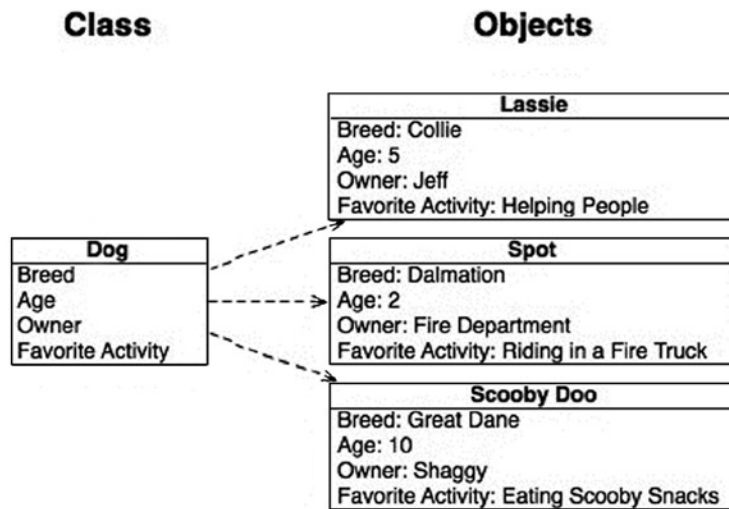 Class
Objects
Dog
Breed
Age
Owner
Favorite Activity
Lassie
Breed: Collie
Age: 5
Owner: Jeff
Favorite Activity: Helping People
Spot
Breed: Dalmation
Age: 2
Owner: Fire Department
Favorite Activity: Riding in a Fire Truck
Scooby Doo
Breed: Great Dane
Age: 10
Owner: Shaggy
Favorite Activity: Eating Scooby Snacks